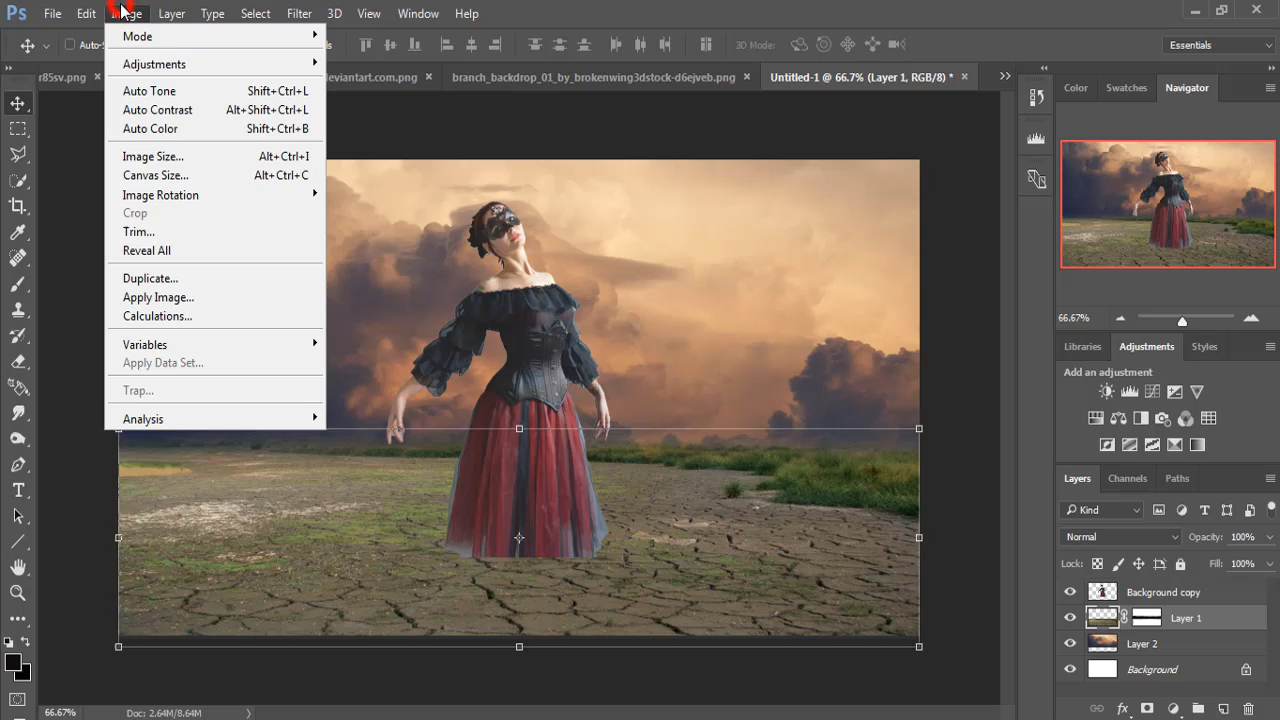 Ps File Edit Image Layer Type Select Filter 3D View Window Help
Auto-S
3D Mode:
Essentials
r85sv.png ×
deviantart.com.png ×
branch_backdrop_01_by_brokenwing3dstock-d6ejveb.png ×
Untitled-1 @ 66.7% (Layer 1, RGB/8) * ×
Mode
Adjustments
Auto Tone Shift+Ctrl+L
Auto Contrast Alt+Shift+Ctrl+L
Auto Color Shift+Ctrl+B
Image Size... Alt+Ctrl+I
Canvas Size... Alt+Ctrl+C
Image Rotation
Crop
Trim...
Reveal All
Duplicate...
Apply Image...
Calculations...
Variables
Apply Data Set...
Trap...
Analysis
Color Swatches Navigator
66.67%
Libraries Adjustments Styles
Add an adjustment
Layers Channels Paths
Kind
Normal Opacity: 100%
Lock: Fill: 100%
Background copy
Layer 1
Layer 2
Background
66.67% Doc: 2.64M/8.64M